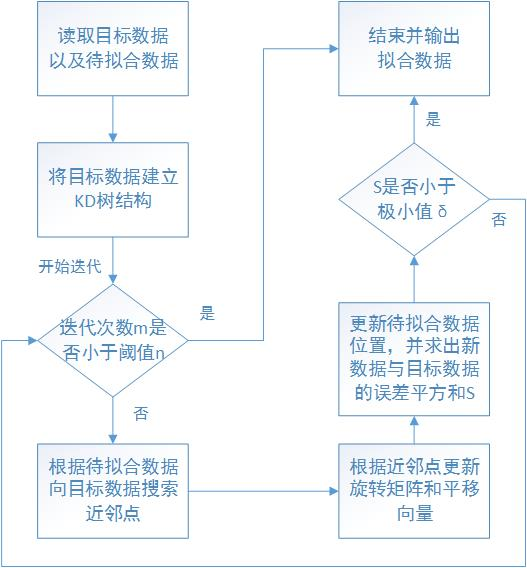 读取目标数据
以及待拟合数据
将目标数据建立
KD树结构
开始迭代
迭代次数m是
否小于阈值n
是
否
根据待拟合数据
向目标数据搜索
近邻点
根据近邻点更新
旋转矩阵和平移
向量
更新待拟合数据
位置，并求出新
数据与目标数据
的误差平方和S
S是否小于
极小值δ
是
否
结束并输出
拟合数据